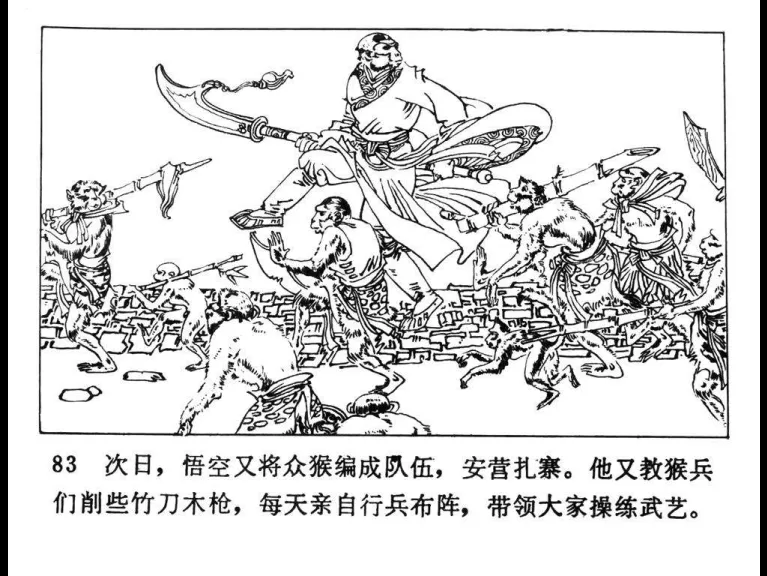 83 次日，悟空又将众猴编成队伍，安营扎寨。他又教猴兵
们削些竹刀木枪，每天亲自行兵布阵，带领大家操练武艺。